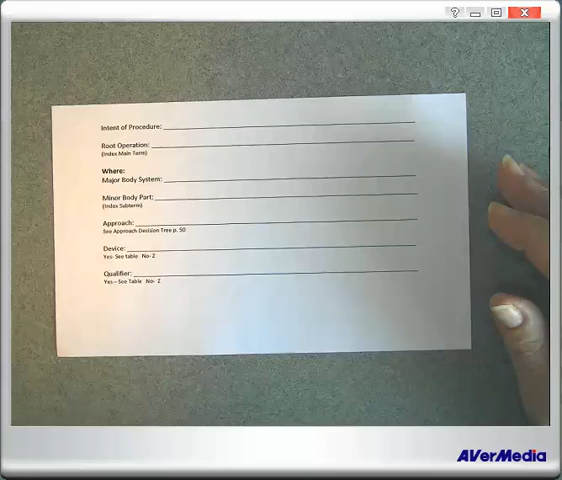 Intent of Procedure:
Root Operation:
(Index Main Term)
Where:
Major Body System:
Minor Body Part:
(Index Subterm)
Approach:
See Approach Decision Tree p. 50
Device:
Yes- See table No- Z
Qualifier:
Yes – See Table No- Z
AVerMedia